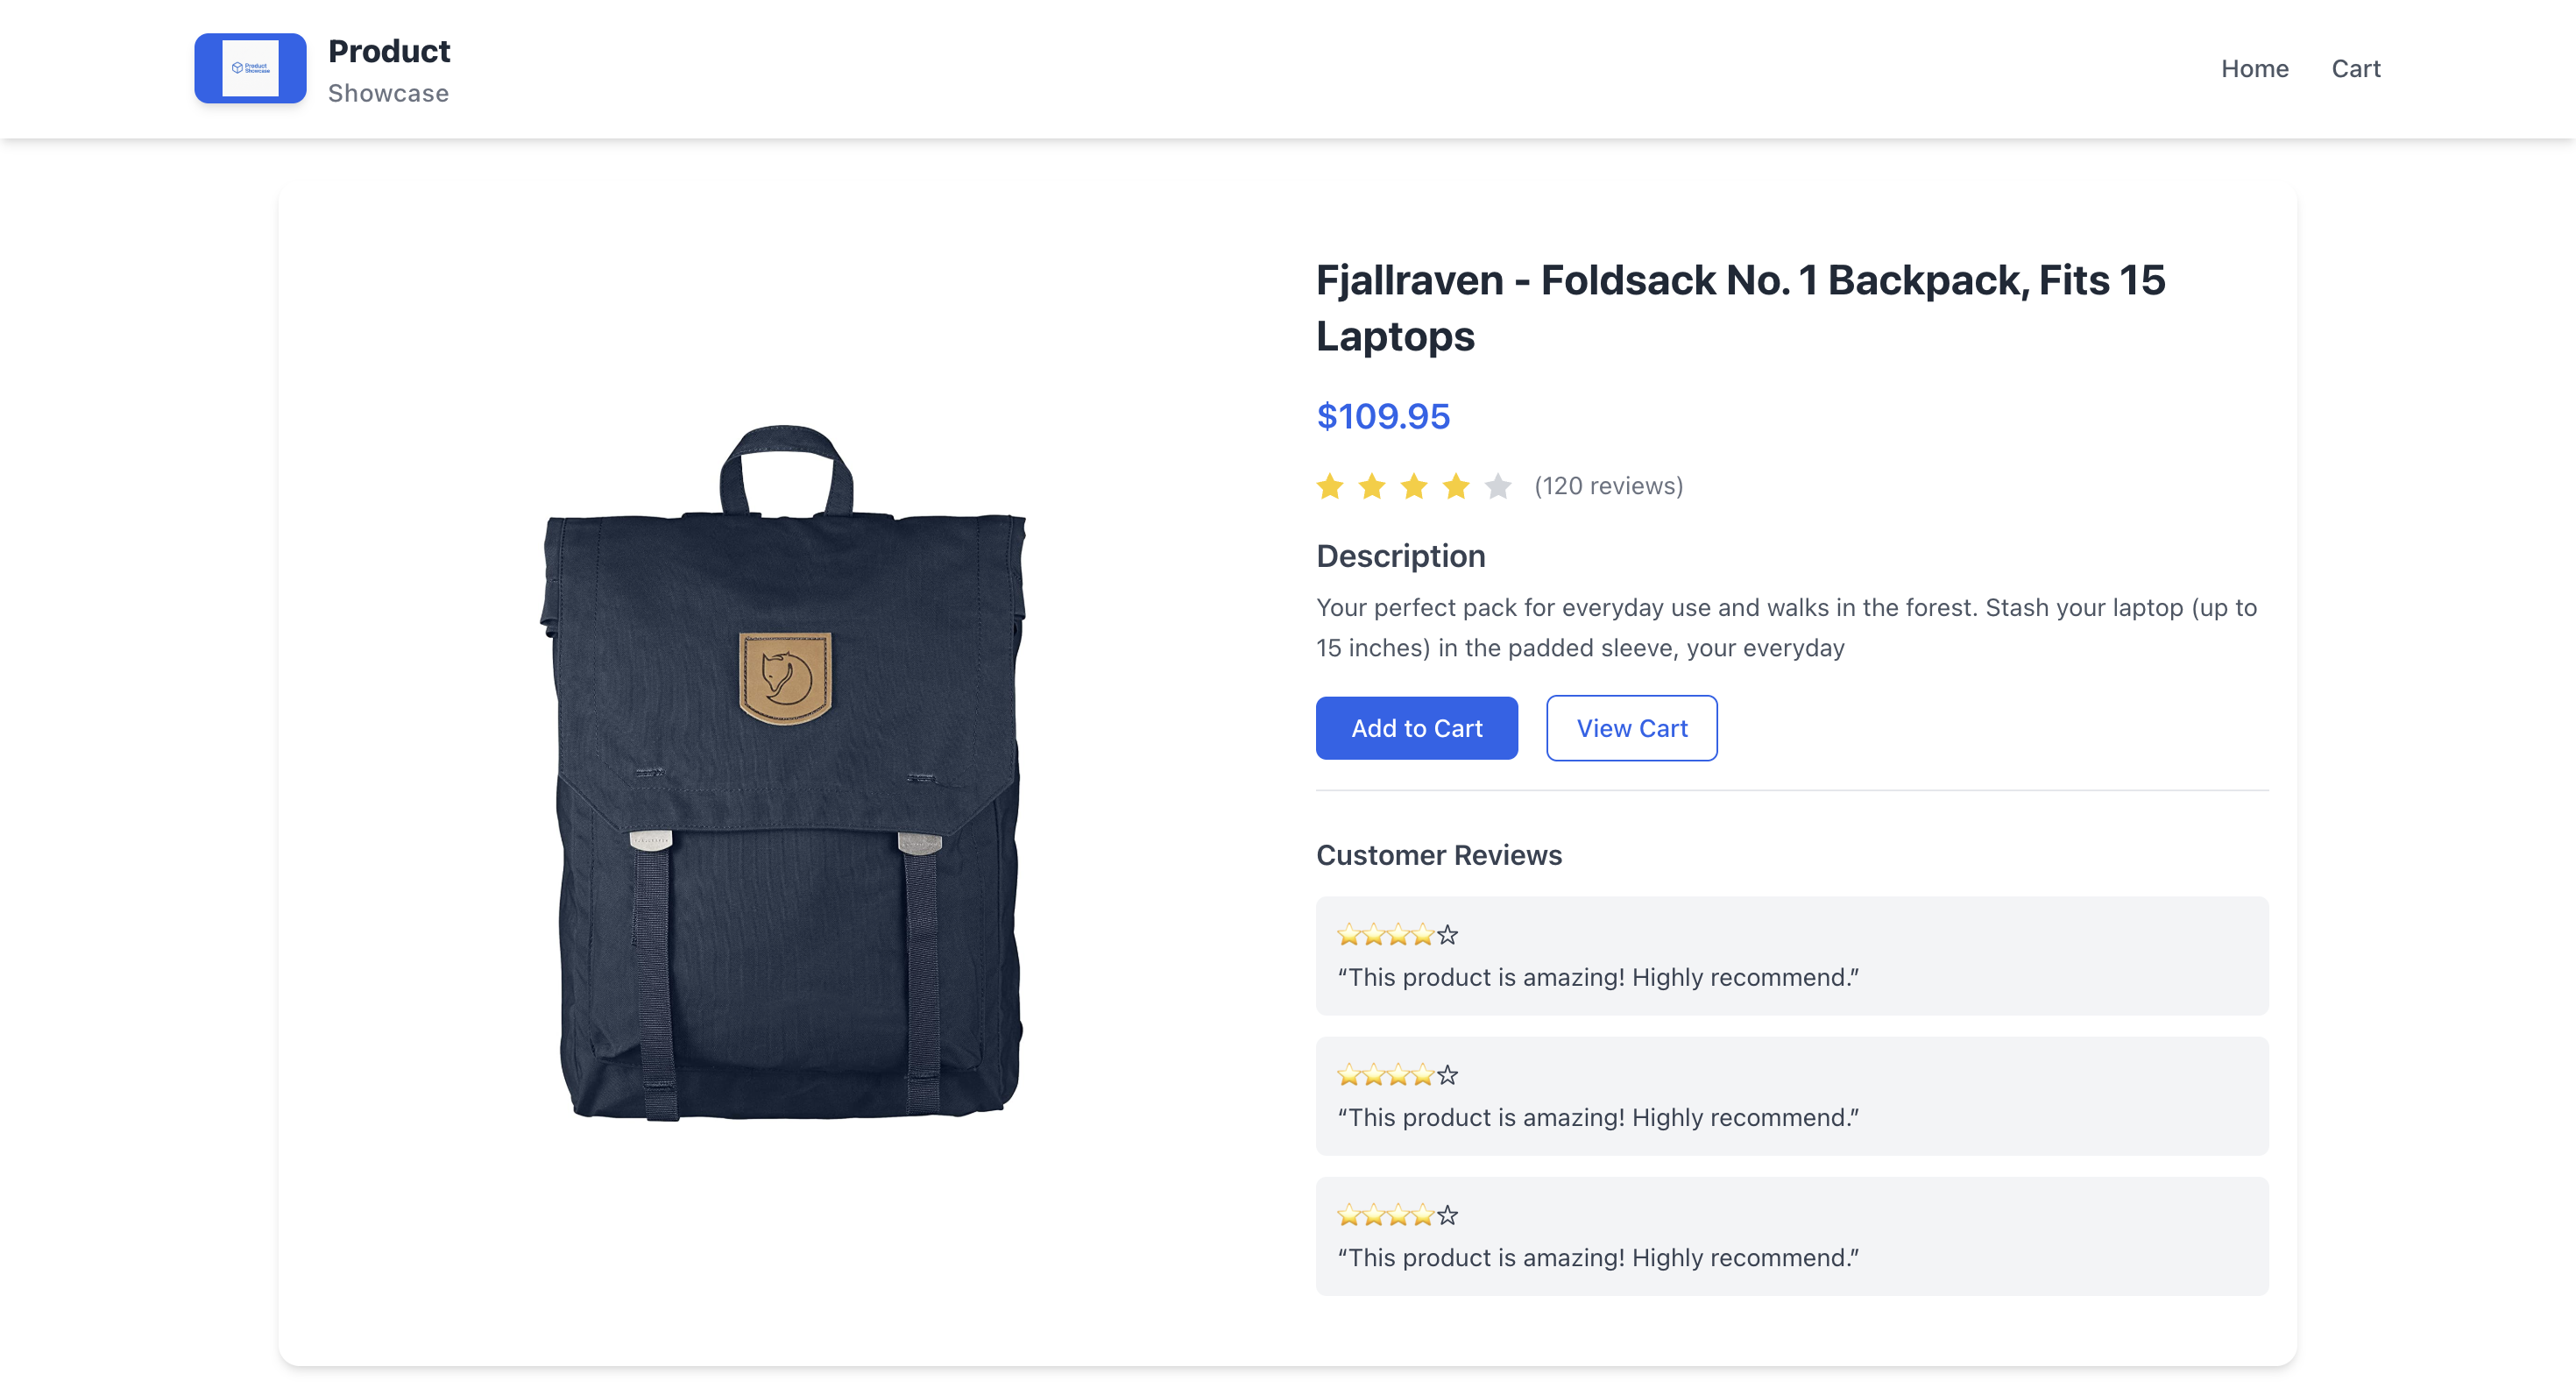 Product
Showcase
Product
Showcase
Home
Cart
Fjallraven - Foldsack No. 1 Backpack, Fits 15
Laptops
$109.95
(120 reviews)
Description
Your perfect pack for everyday use and walks in the forest. Stash your laptop (up to
15 inches) in the padded sleeve, your everyday
Add to Cart
View Cart
Customer Reviews
⭐⭐⭐⭐☆
“This product is amazing! Highly recommend.”
⭐⭐⭐⭐☆
“This product is amazing! Highly recommend.”
⭐⭐⭐⭐☆
“This product is amazing! Highly recommend.”